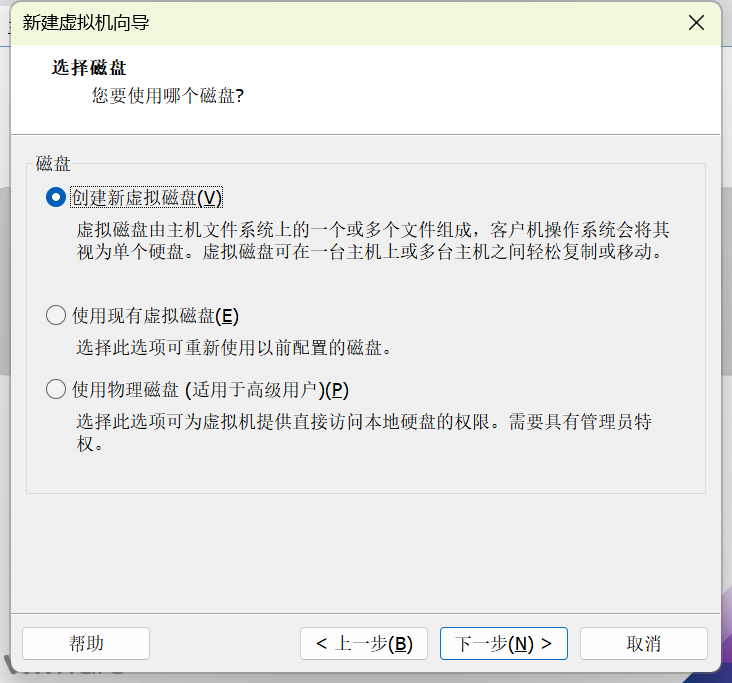 新建虚拟机向导
选择磁盘
您要使用哪个磁盘?
磁盘
创建新虚拟磁盘(V)
虚拟磁盘由主机文件系统上的一个或多个文件组成，客户机操作系统会将其
视为单个硬盘。虚拟磁盘可在一台主机上或多台主机之间轻松复制或移动。
使用现有虚拟磁盘(E)
选择此选项可重新使用以前配置的磁盘。
使用物理磁盘 (适用于高级用户)(P)
选择此选项可为虚拟机提供直接访问本地硬盘的权限。需要具有管理员特
权。
帮助
< 上一步(B)
下一步(N) >
取消